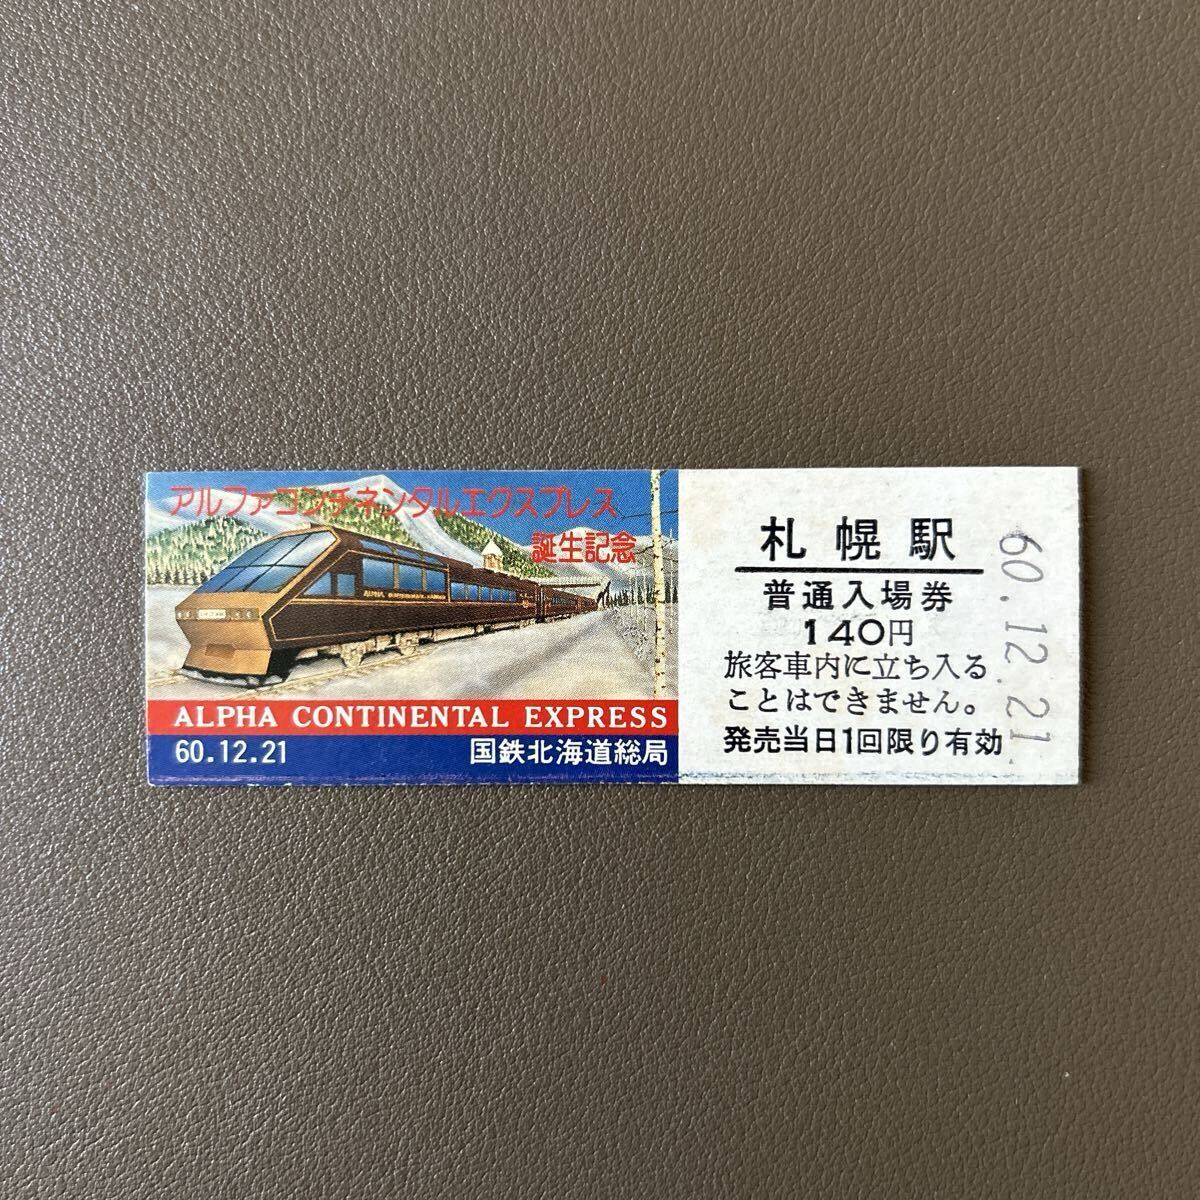 アルファコンチネンタルエクスプレス
誕生記念
ALPHA CONTINENTAL EXPRESS
60.12.21
国鉄北海道総局
札幌駅
普通入場券
140円
旅客車内に立ち入る
ことはできません。
発売当日1回限り有効
60.12.21.